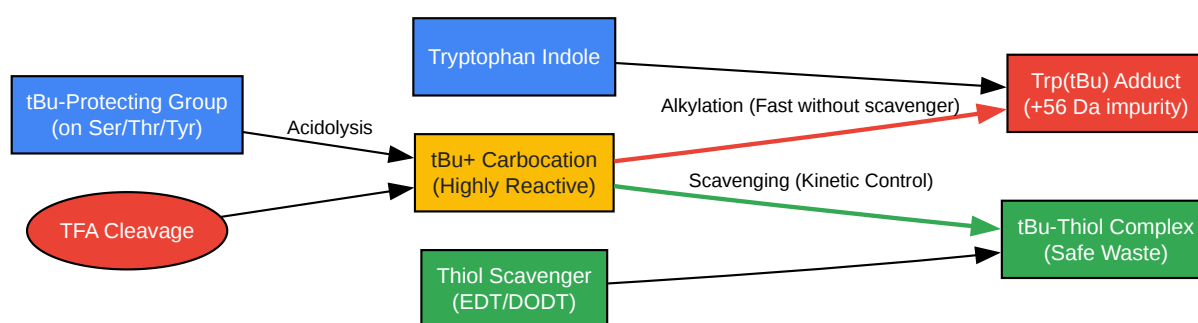 Tryptophan Indole
Trp(tBu) Adduct
(+56 Da impurity)
tBu-Protecting Group
(on Ser/Thr/Tyr)
Alkylation (Fast without scavenger)
Acidolysis
tBu+ Carbocation
(Highly Reactive)
Scavenging (Kinetic Control)
TFA Cleavage
tBu-Thiol Complex
(Safe Waste)
Thiol Scavenger
(EDT/DODT)